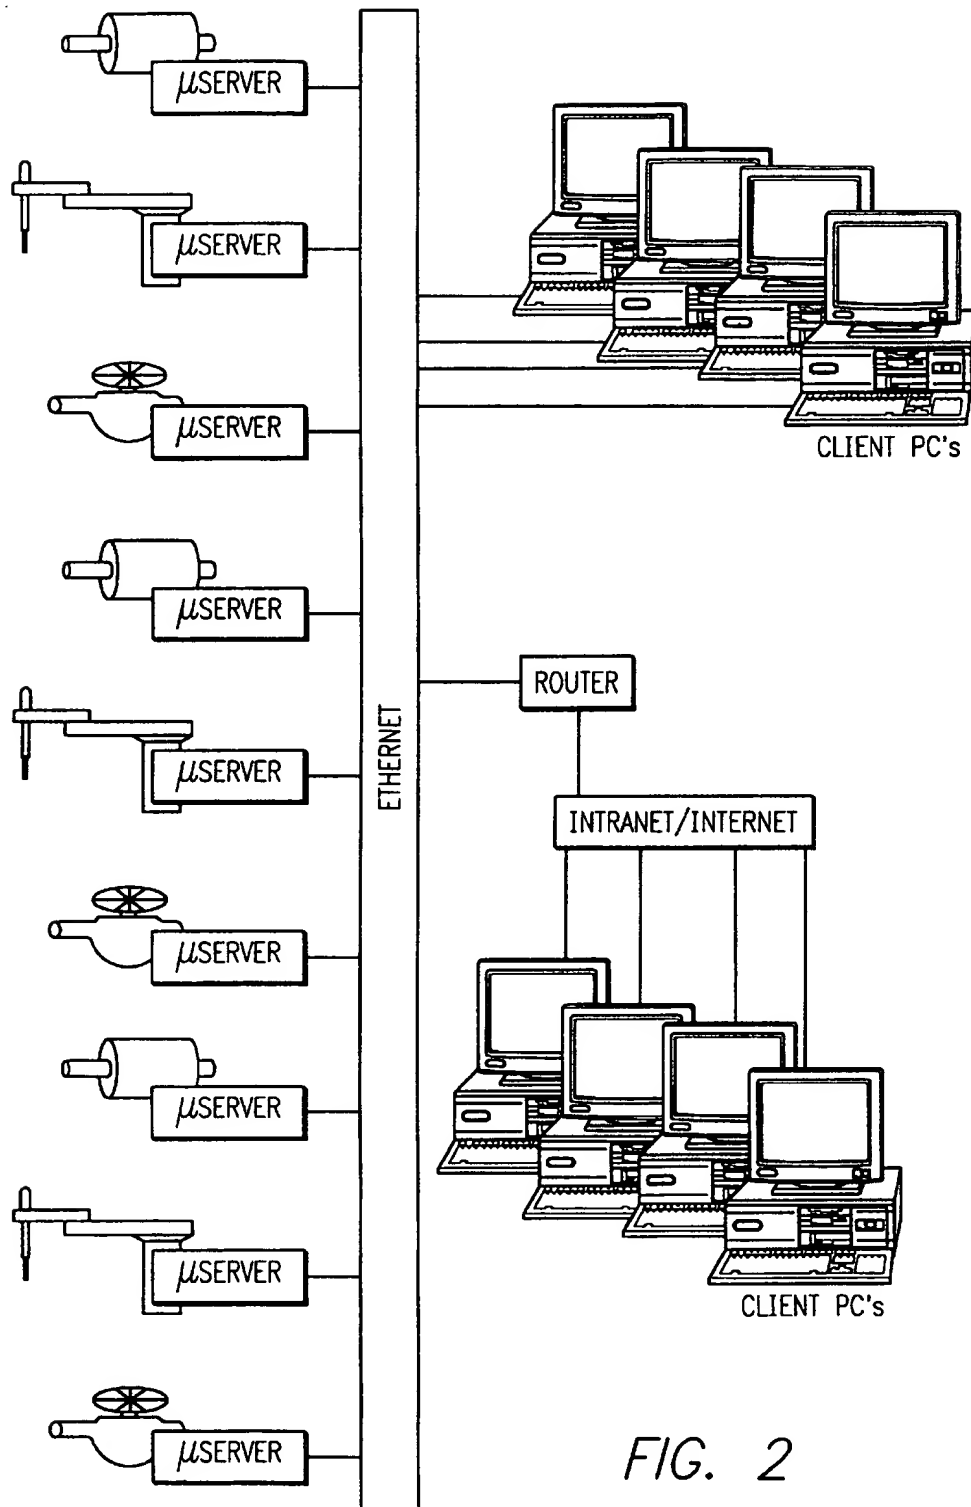 μSERVER
μSERVER
μSERVER
μSERVER
μSERVER
μSERVER
μSERVER
μSERVER
μSERVER
ETHERNET
CLIENT PC's
ROUTER
INTRANET/INTERNET
CLIENT PC's
FIG. 2